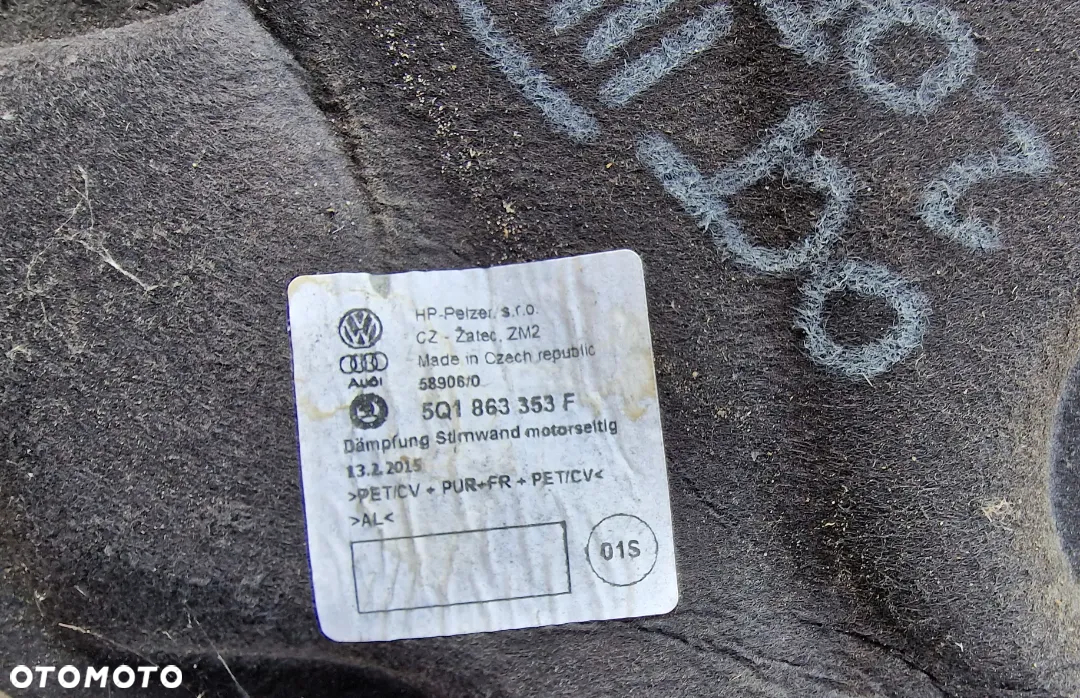 HP-Pelzer, s.r.o.
CZ - Žatec, ZM2
Made in Czech republic
58906/0
AUDI
5Q1 863 353 F
Dämpfung Stirnwand motorseitig
13.2.2015
>PET/CV + PUR+FR + PET/CV<
>AL<
01S
OTOMOTO